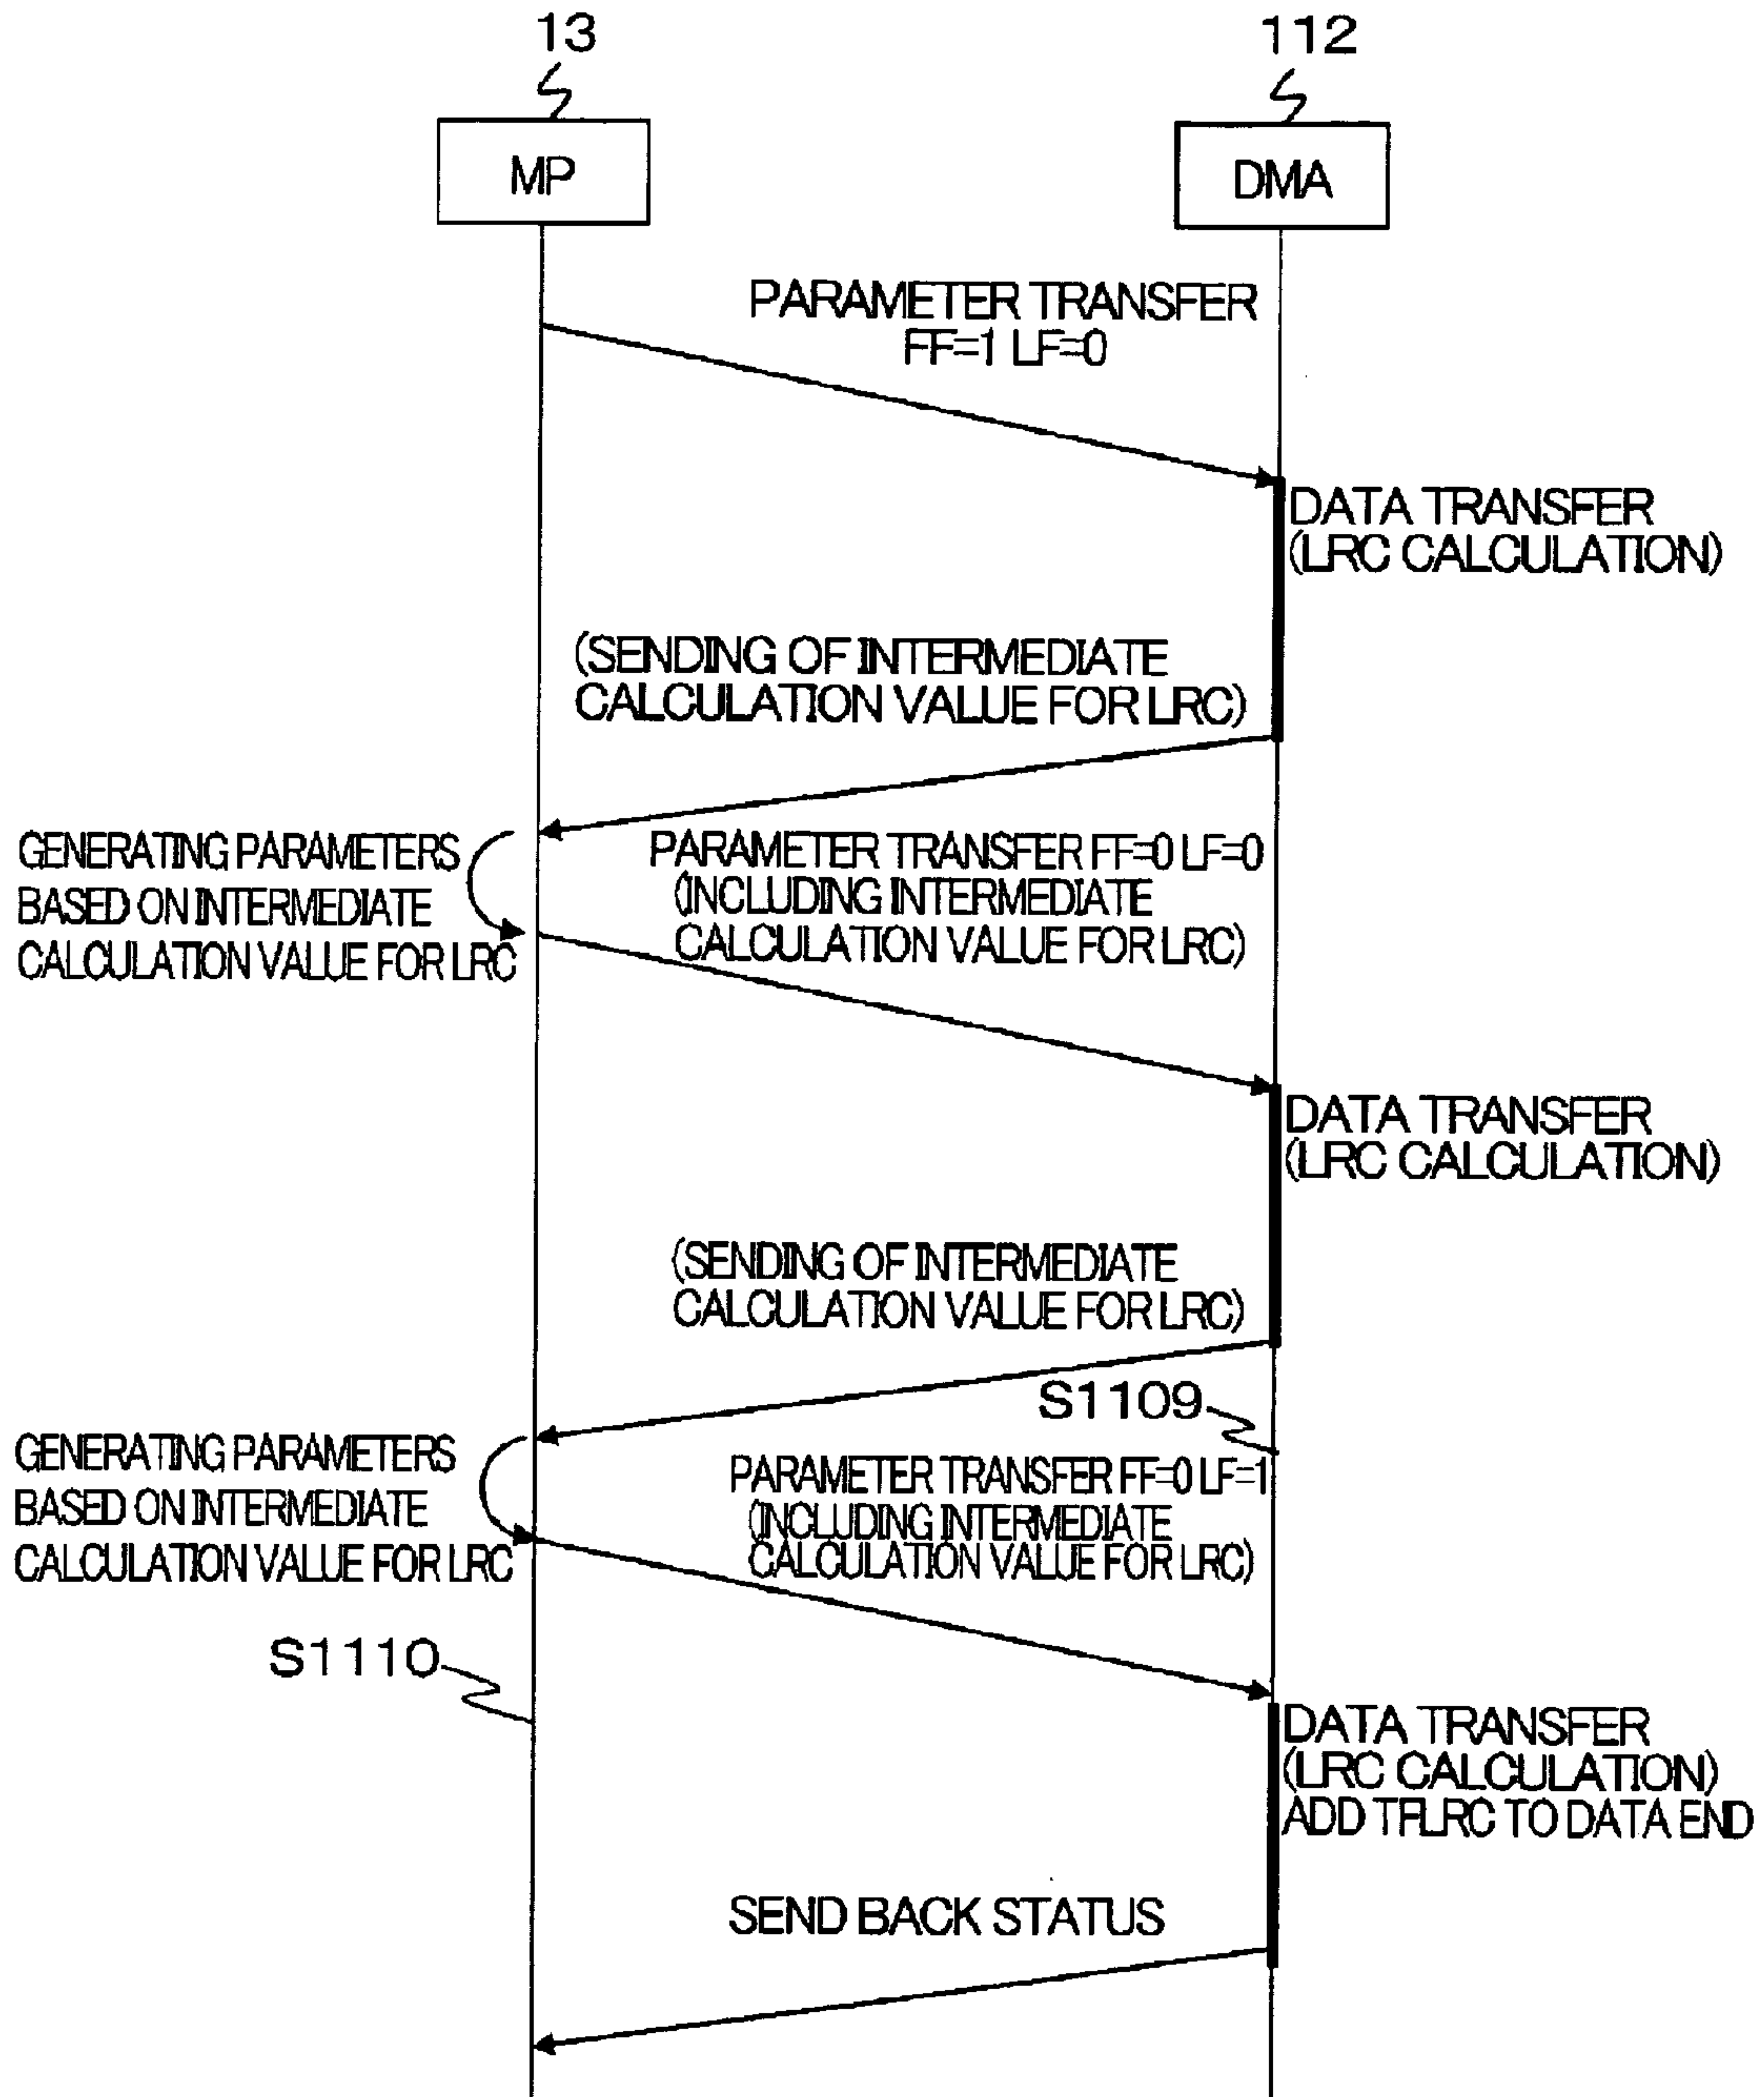 13
112
MP
DMA
PARAMETER TRANSFER
FF=1 LF=0
DATA TRANSFER
(LRC CALCULATION)
(SENDING OF INTERMEDIATE
CALCULATION VALUE FOR LRC)
GENERATING PARAMETERS
BASED ON INTERMEDIATE
CALCULATION VALUE FOR LRC
PARAMETER TRANSFER FF=0 LF=0
(INCLUDING INTERMEDIATE
CALCULATION VALUE FOR LRC)
DATA TRANSFER
(LRC CALCULATION)
(SENDING OF INTERMEDIATE
CALCULATION VALUE FOR LRC)
S1109
GENERATING PARAMETERS
BASED ON INTERMEDIATE
CALCULATION VALUE FOR LRC
PARAMETER TRANSFER FF=0 LF=1
(INCLUDING INTERMEDIATE
CALCULATION VALUE FOR LRC)
S1110
DATA TRANSFER
(LRC CALCULATION)
ADD TFLRC TO DATA END
SEND BACK STATUS